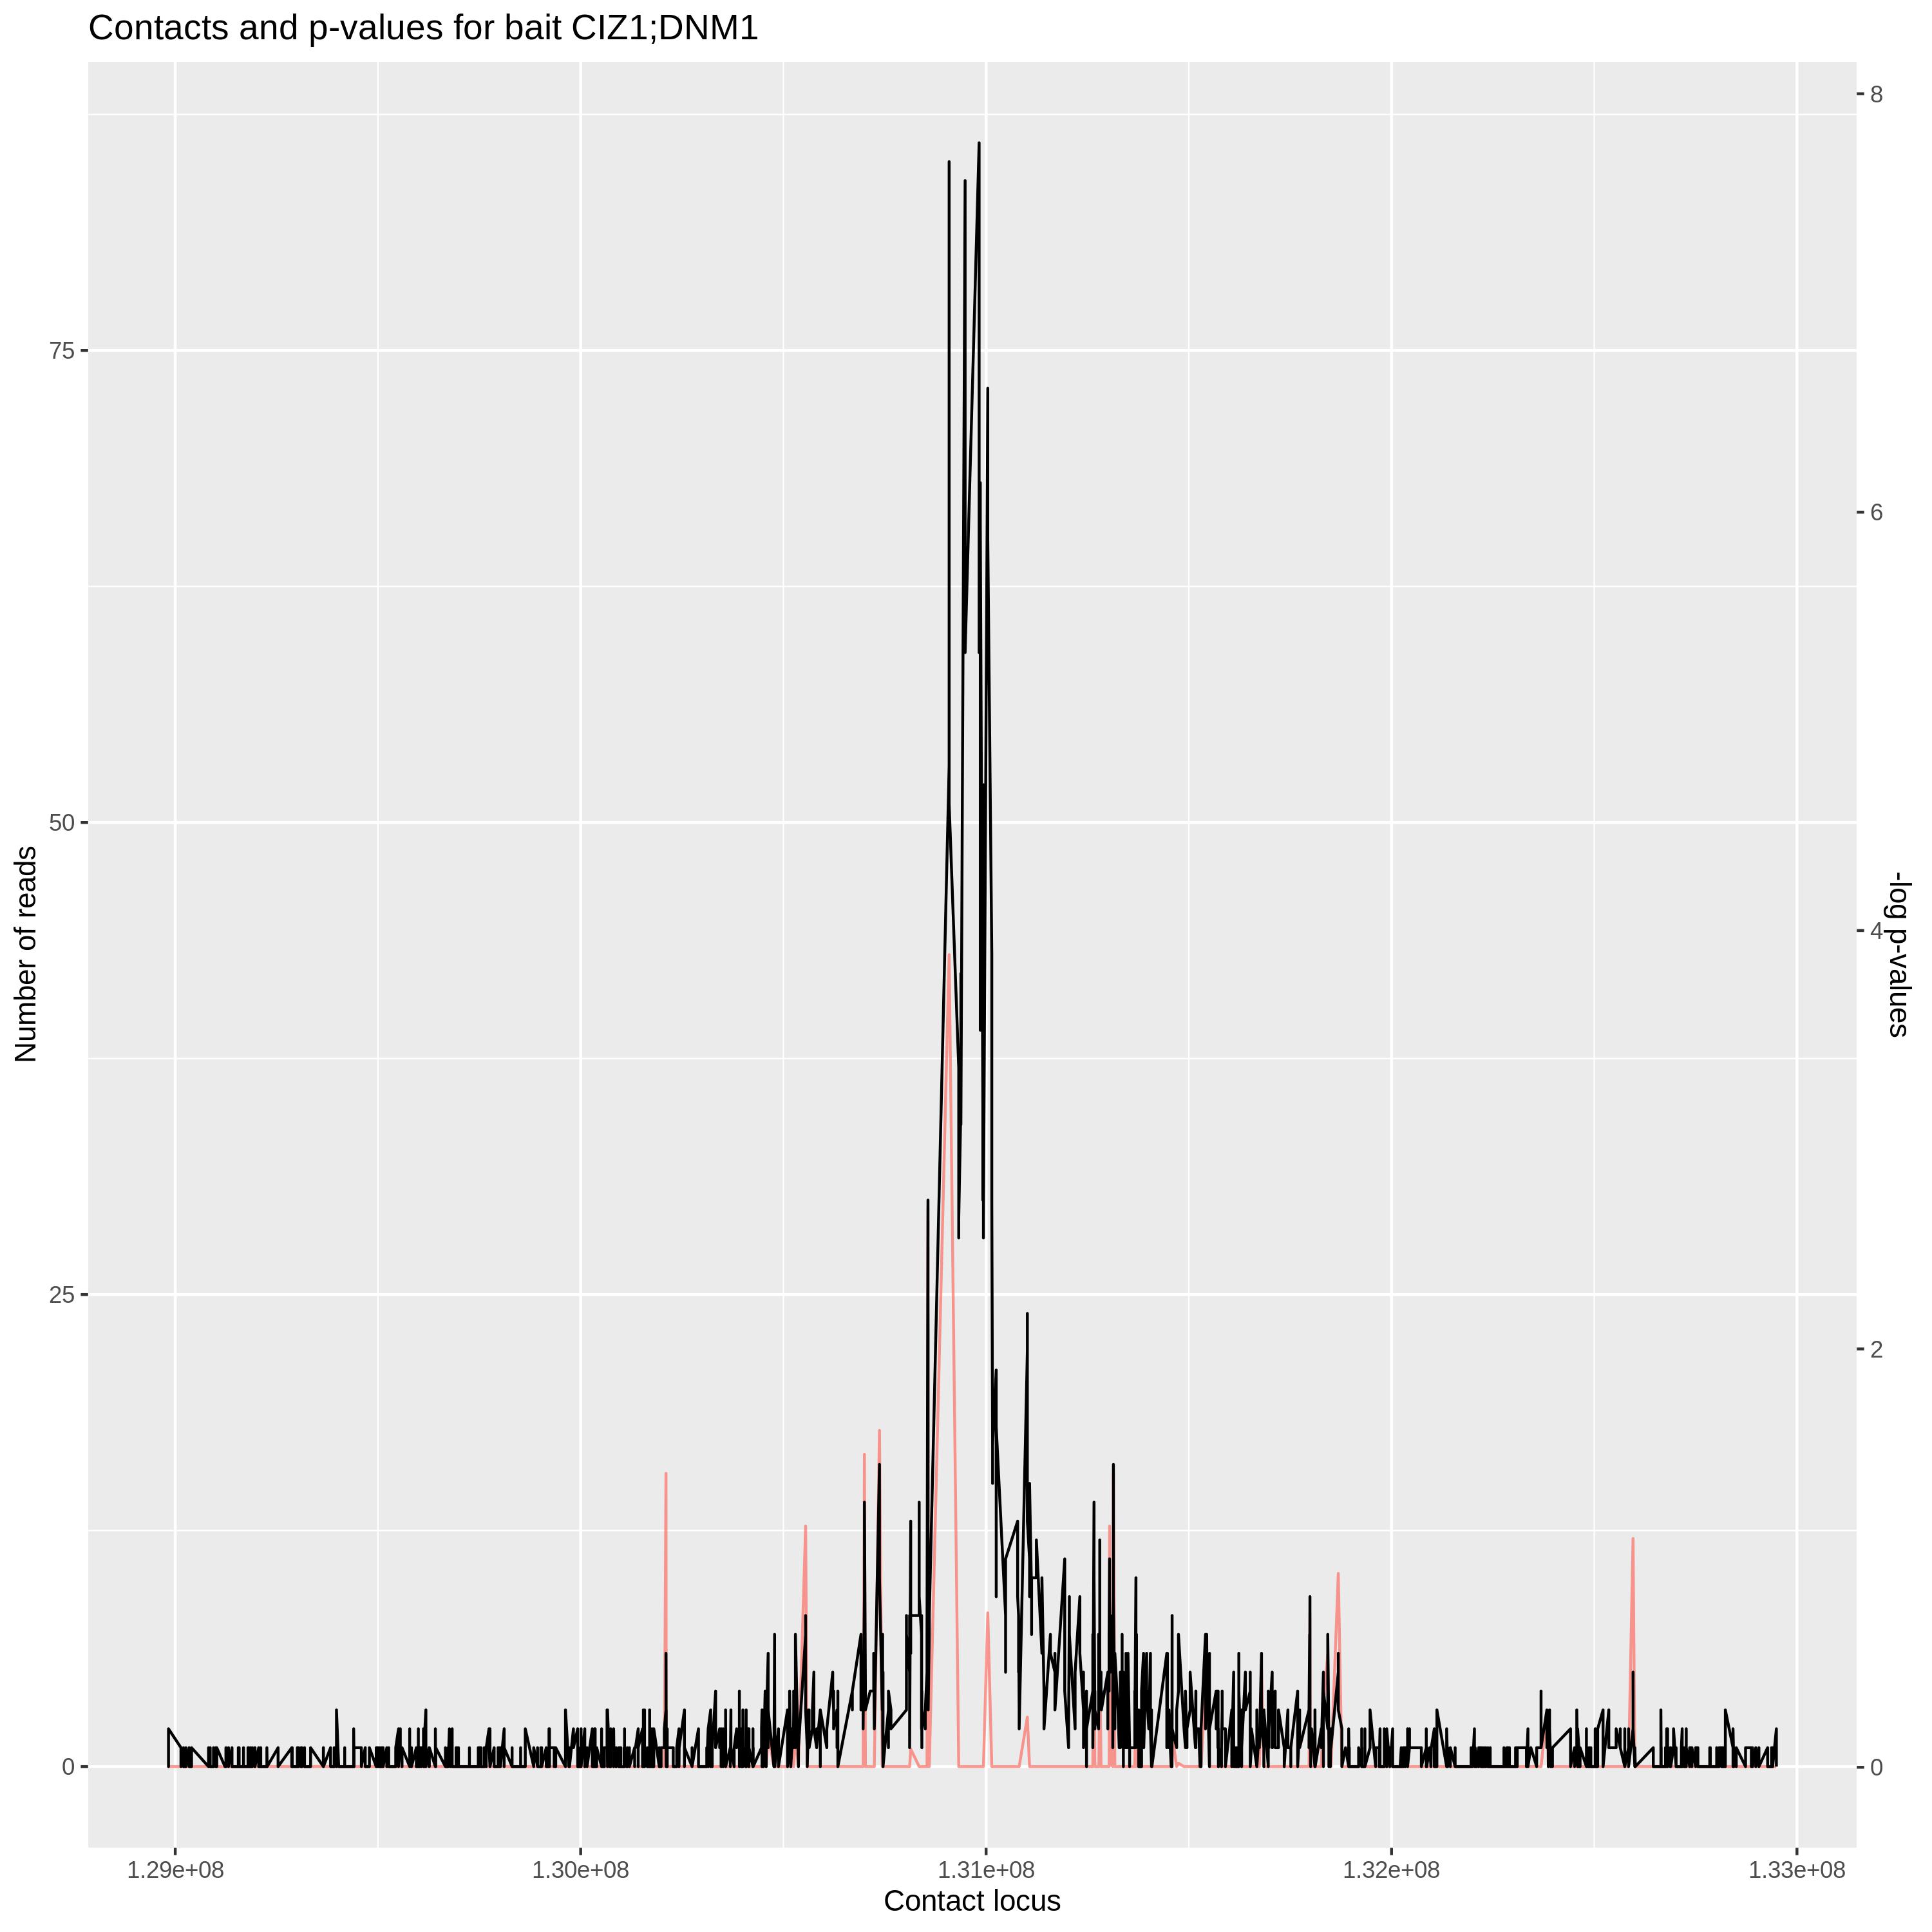 Contacts and p-values for bait CIZ1;DNM1
Number of reads
75
50
25
0
8
6
4
2
0
-log p-values
1.29e+08 1.30e+08 1.31e+08 1.32e+08 1.33e+08
Contact locus